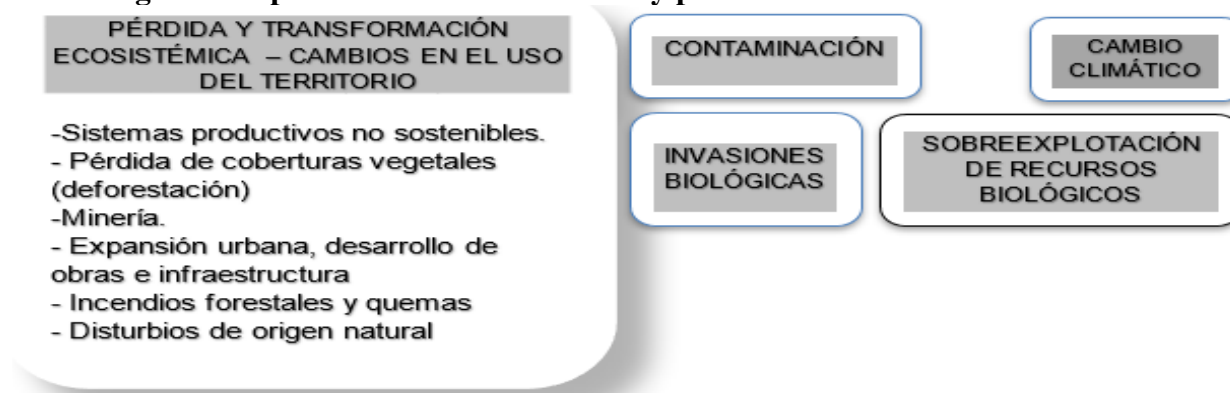 PÉRDIDA Y TRANSFORMACIÓN
ECOSISTÉMICA – CAMBIOS EN EL USO
DEL TERRITORIO
-Sistemas productivos no sostenibles.
- Pérdida de coberturas vegetales
(deforestación)
-Minería.
- Expansión urbana, desarrollo de
obras e infraestructura
- Incendios forestales y quemas
- Disturbios de origen natural
CONTAMINACIÓN
CAMBIO
CLIMÁTICO
INVASIONES
BIOLÓGICAS
SOBREEXPLOTACIÓN
DE RECURSOS
BIOLÓGICOS